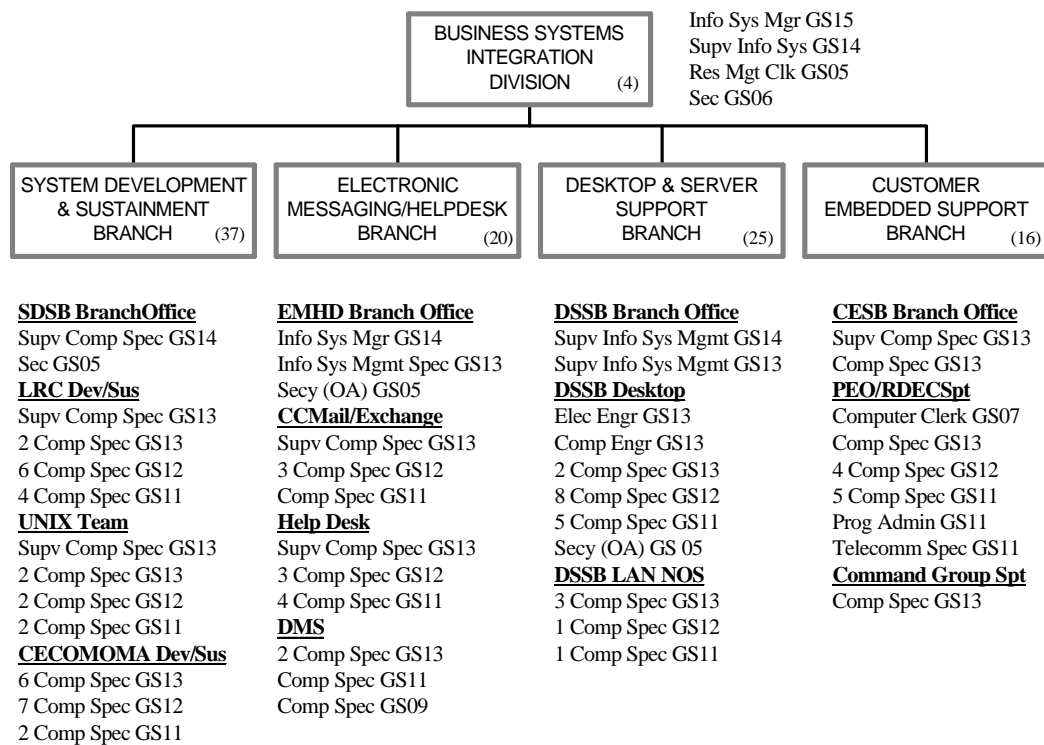 BUSINESS SYSTEMS
INTEGRATION
DIVISION (4)
Info Sys Mgr GS15
Supv Info Sys GS14
Res Mgt Clk GS05
Sec GS06
SYSTEM DEVELOPMENT
& SUSTAINMENT
BRANCH (37)
ELECTRONIC
MESSAGING/HELPDESK
BRANCH (20)
DESKTOP & SERVER
SUPPORT
BRANCH (25)
CUSTOMER
EMBEDDED SUPPORT
BRANCH (16)
SDSB BranchOffice
Supv Comp Spec GS14
Sec GS05
LRC Dev/Sus
Supv Comp Spec GS13
2 Comp Spec GS13
6 Comp Spec GS12
4 Comp Spec GS11
UNIX Team
Supv Comp Spec GS13
2 Comp Spec GS13
2 Comp Spec GS12
2 Comp Spec GS11
CECOMOMA Dev/Sus
6 Comp Spec GS13
7 Comp Spec GS12
2 Comp Spec GS11
EMHD Branch Office
Info Sys Mgr GS14
Info Sys Mgmt Spec GS13
Secy (OA) GS05
CCMail/Exchange
Supv Comp Spec GS13
3 Comp Spec GS12
Comp Spec GS11
Help Desk
Supv Comp Spec GS13
3 Comp Spec GS12
4 Comp Spec GS11
DMS
2 Comp Spec GS13
Comp Spec GS11
Comp Spec GS09
DSSB Branch Office
Supv Info Sys Mgmt GS14
Supv Info Sys Mgmt GS13
DSSB Desktop
Elec Engr GS13
Comp Engr GS13
2 Comp Spec GS13
8 Comp Spec GS12
5 Comp Spec GS11
Secy (OA) GS 05
DSSB LAN NOS
3 Comp Spec GS13
1 Comp Spec GS12
1 Comp Spec GS11
CESB Branch Office
Supv Comp Spec GS13
Comp Spec GS13
PEO/RDECSpt
Computer Clerk GS07
Comp Spec GS13
4 Comp Spec GS12
5 Comp Spec GS11
Prog Admin GS11
Telecomm Spec GS11
Command Group Spt
Comp Spec GS13